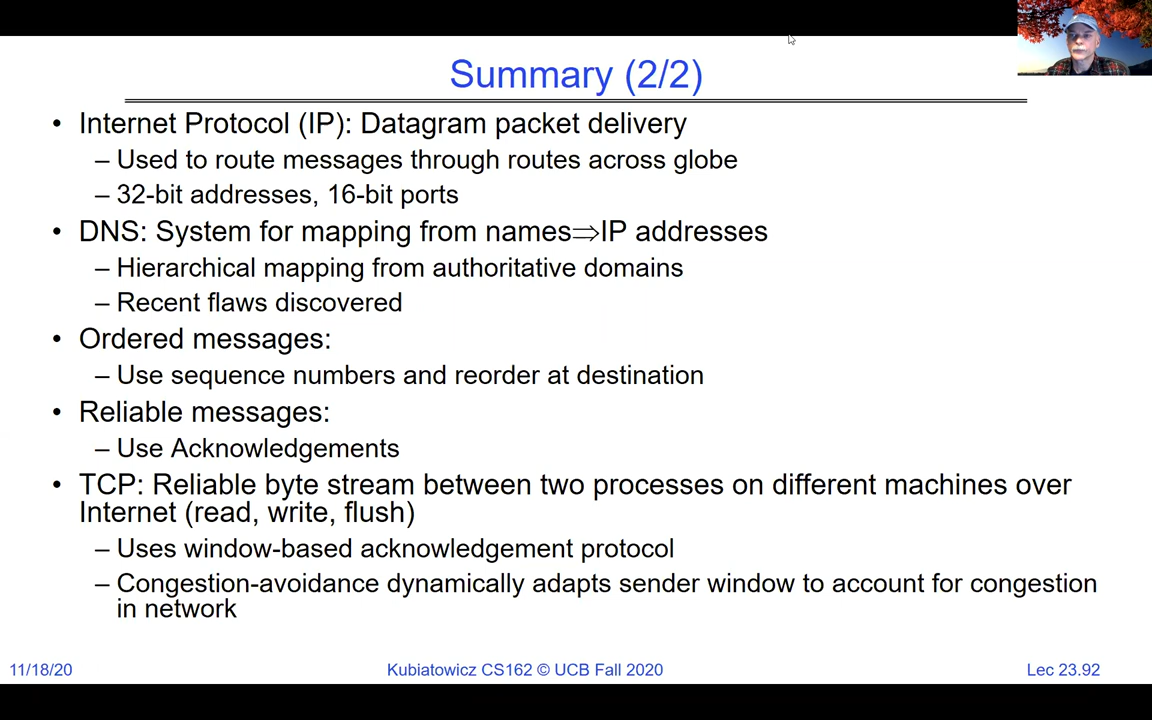 Summary (2/2)
• Internet Protocol (IP): Datagram packet delivery
– Used to route messages through routes across globe
– 32-bit addresses, 16-bit ports
• DNS: System for mapping from names⇒IP addresses
– Hierarchical mapping from authoritative domains
– Recent flaws discovered
• Ordered messages:
– Use sequence numbers and reorder at destination
• Reliable messages:
– Use Acknowledgements
• TCP: Reliable byte stream between two processes on different machines over
Internet (read, write, flush)
– Uses window-based acknowledgement protocol
– Congestion-avoidance dynamically adapts sender window to account for congestion
in network
11/18/20
Kubiatowicz CS162 © UCB Fall 2020
Lec 23.92